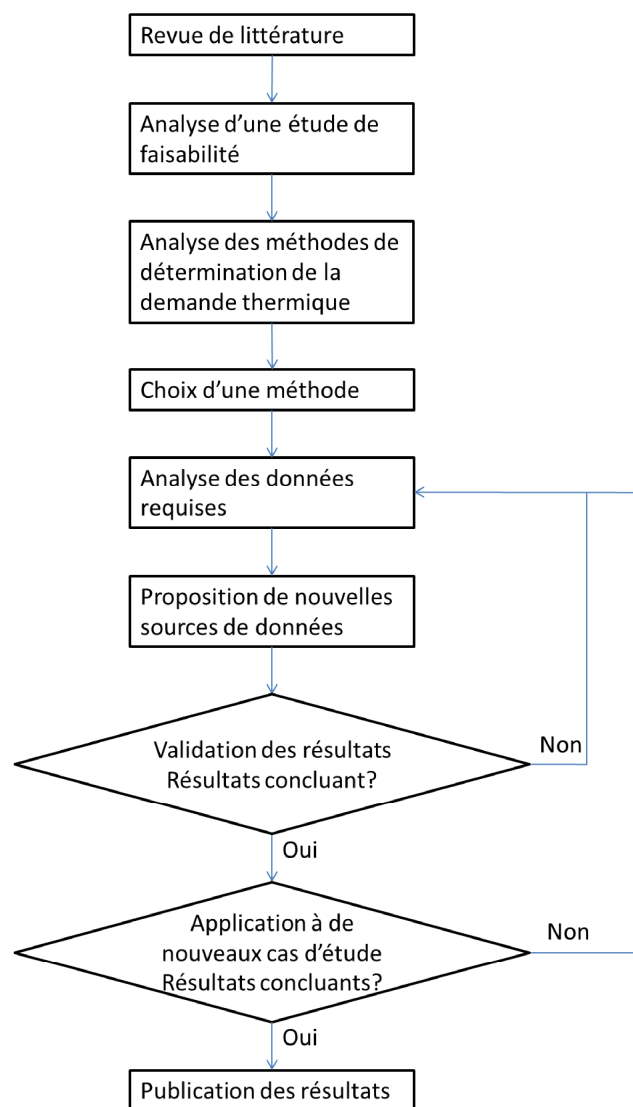 Revue de littérature
Analyse d’une étude de
faisabilité
Analyse des méthodes de
détermination de la
demande thermique
Choix d’une méthode
Analyse des données
requises
Proposition de nouvelles
sources de données
Validation des résultats
Résultats concluant?
Non
Oui
Application à de
nouveaux cas d’étude
Résultats concluants?
Non
Oui
Publication des résultats